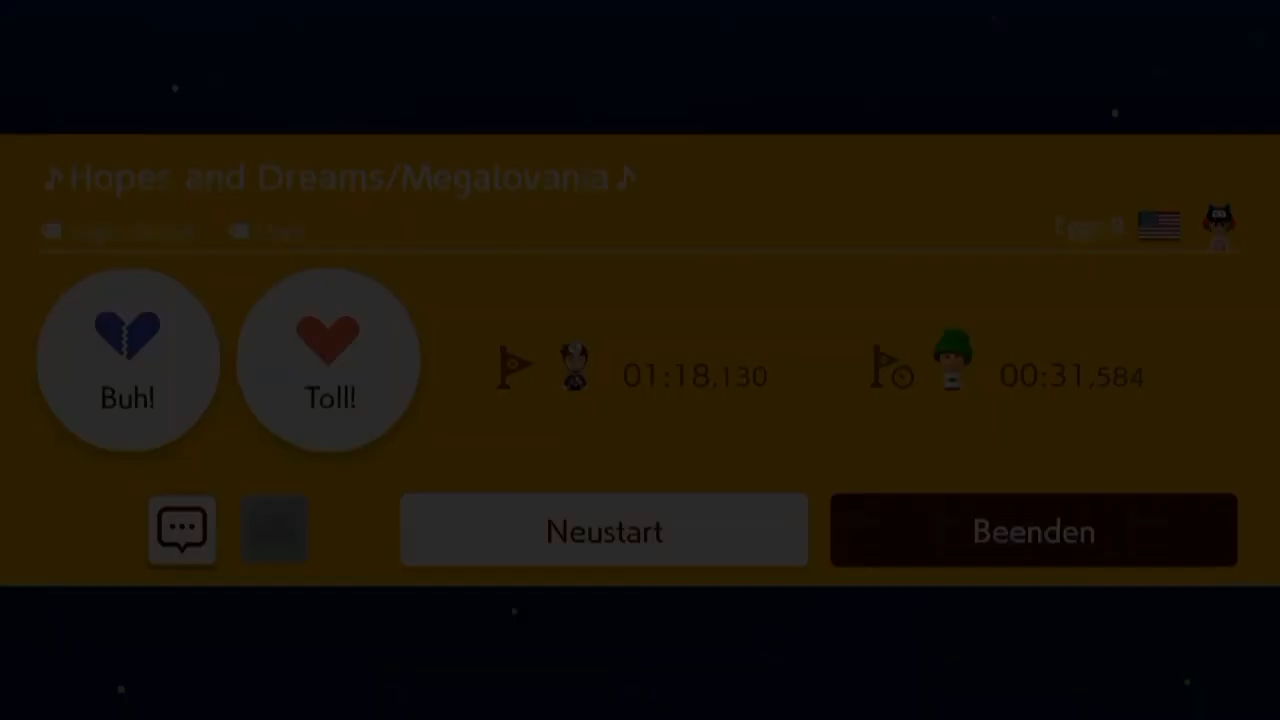 ♪Hopes and Dreams/Megalovania♪
Buh!
Toll!
01:18,130
00:31,584
Neustart
Beenden